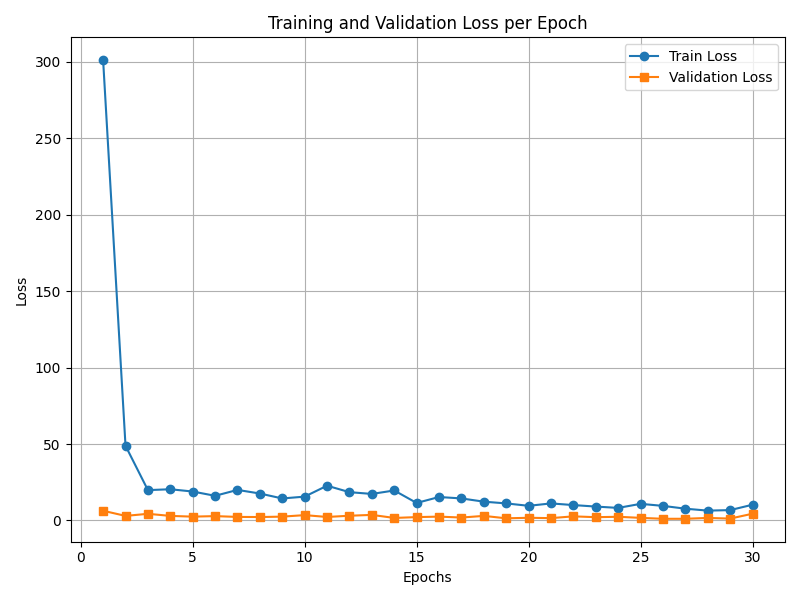 Training and Validation Loss per Epoch
Train Loss
Validation Loss
300
250
200
150
100
50
0
Loss
0 5 10 15 20 25 30
Epochs